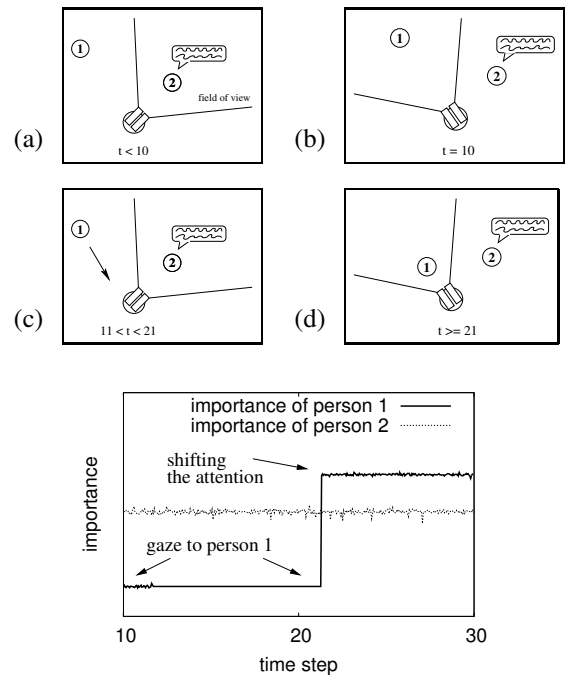 1
2
field of view
(a)
t < 10
1
2
(b)
t = 10
1
2
(c)
11 < t < 21
1
2
(d)
t >= 21
importance of person 1
importance of person 2
shifting
the attention
gaze to person 1
importance
10
20
30
time step